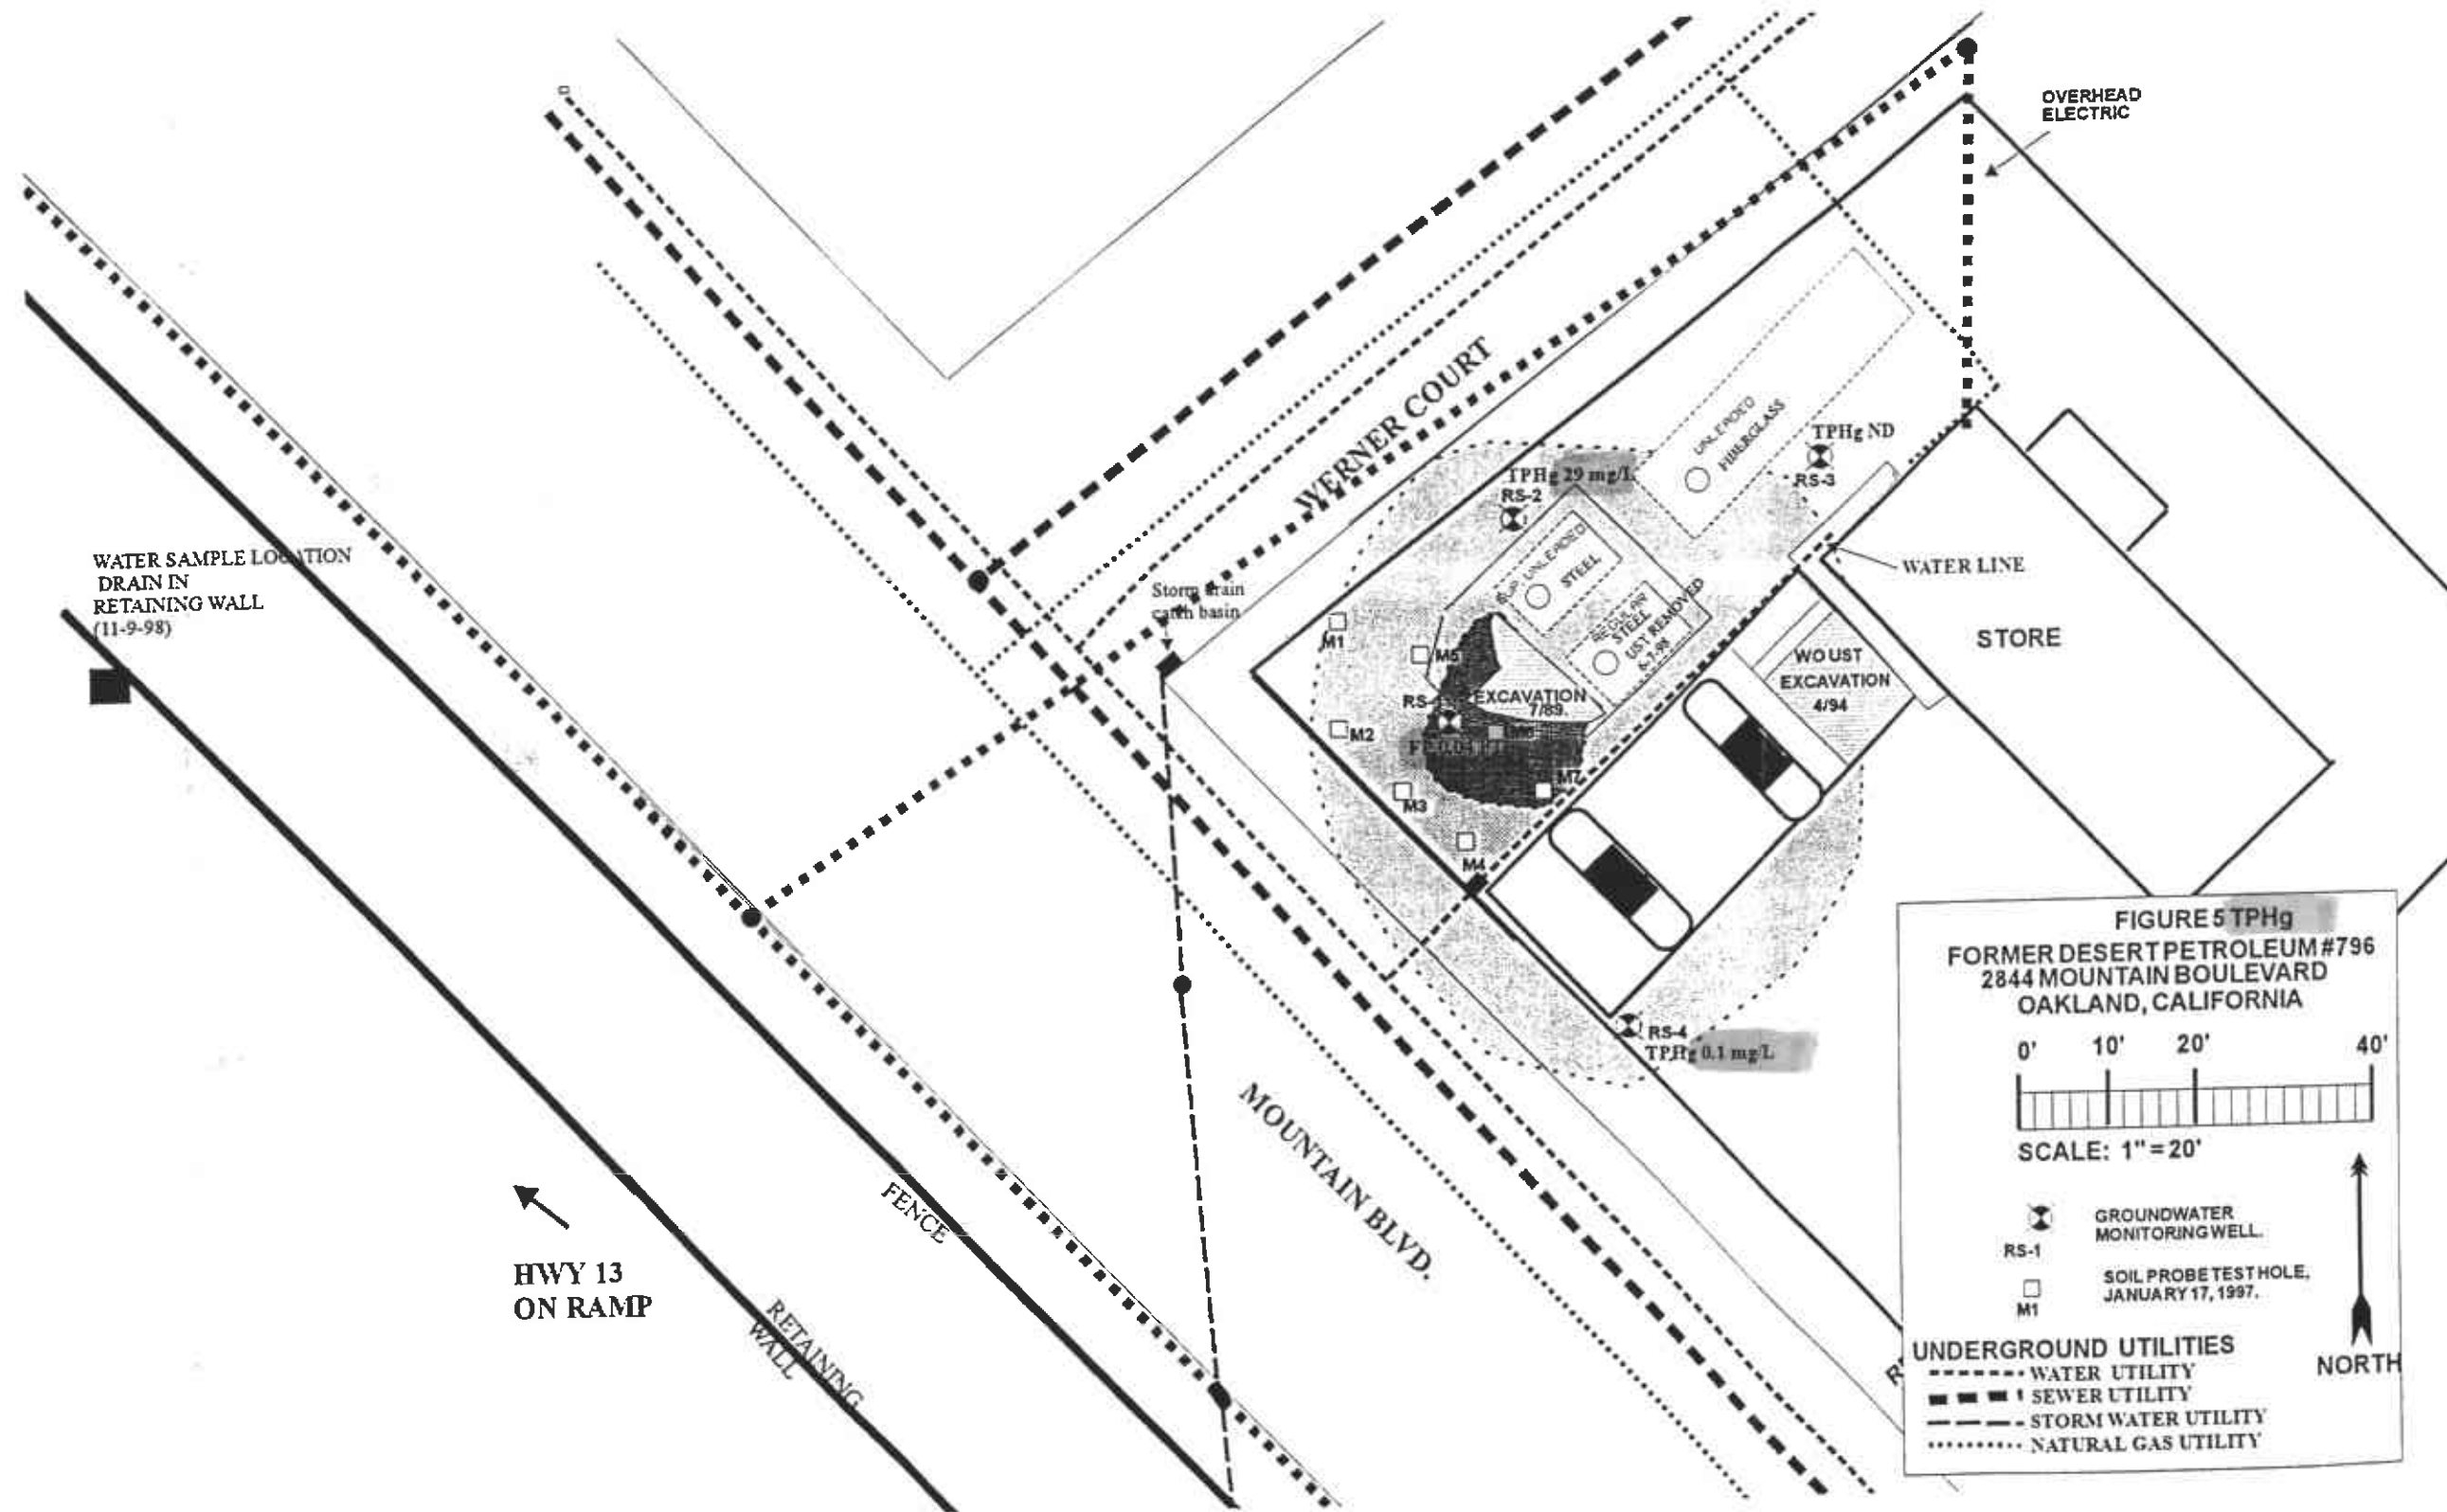 OVERHEAD
ELECTRIC
WERNER COURT
UNLEADED
FIBERGLASS
TPHg ND
RS-3
TPHg 29 mg/L
RS-2
SUP. UNLEADED
STEEL
REGULAR
STEEL
UST REMOVED
6-7-98
WATER LINE
STORE
WO UST
EXCAVATION
4/94
WATER SAMPLE LOCATION
DRAIN IN
RETAINING WALL
(11-9-98)
Storm drain
catch basin
M1
M5
EXCAVATION
7/89.
M2
M3
M7
M4
RS-4
TPHg 0.1 mg/L
MOUNTAIN BLVD.
FENCE
HWY 13
ON RAMP
RETAINING
WALL
FIGURE 5 TPHg
FORMER DESERT PETROLEUM #796
2844 MOUNTAIN BOULEVARD
OAKLAND, CALIFORNIA
0' 10' 20' 40'
SCALE: 1" = 20'
GROUNDWATER
MONITORING WELL.
RS-1
SOIL PROBE TEST HOLE,
JANUARY 17, 1997.
M1
NORTH
UNDERGROUND UTILITIES
WATER UTILITY
SEWER UTILITY
STORM WATER UTILITY
NATURAL GAS UTILITY